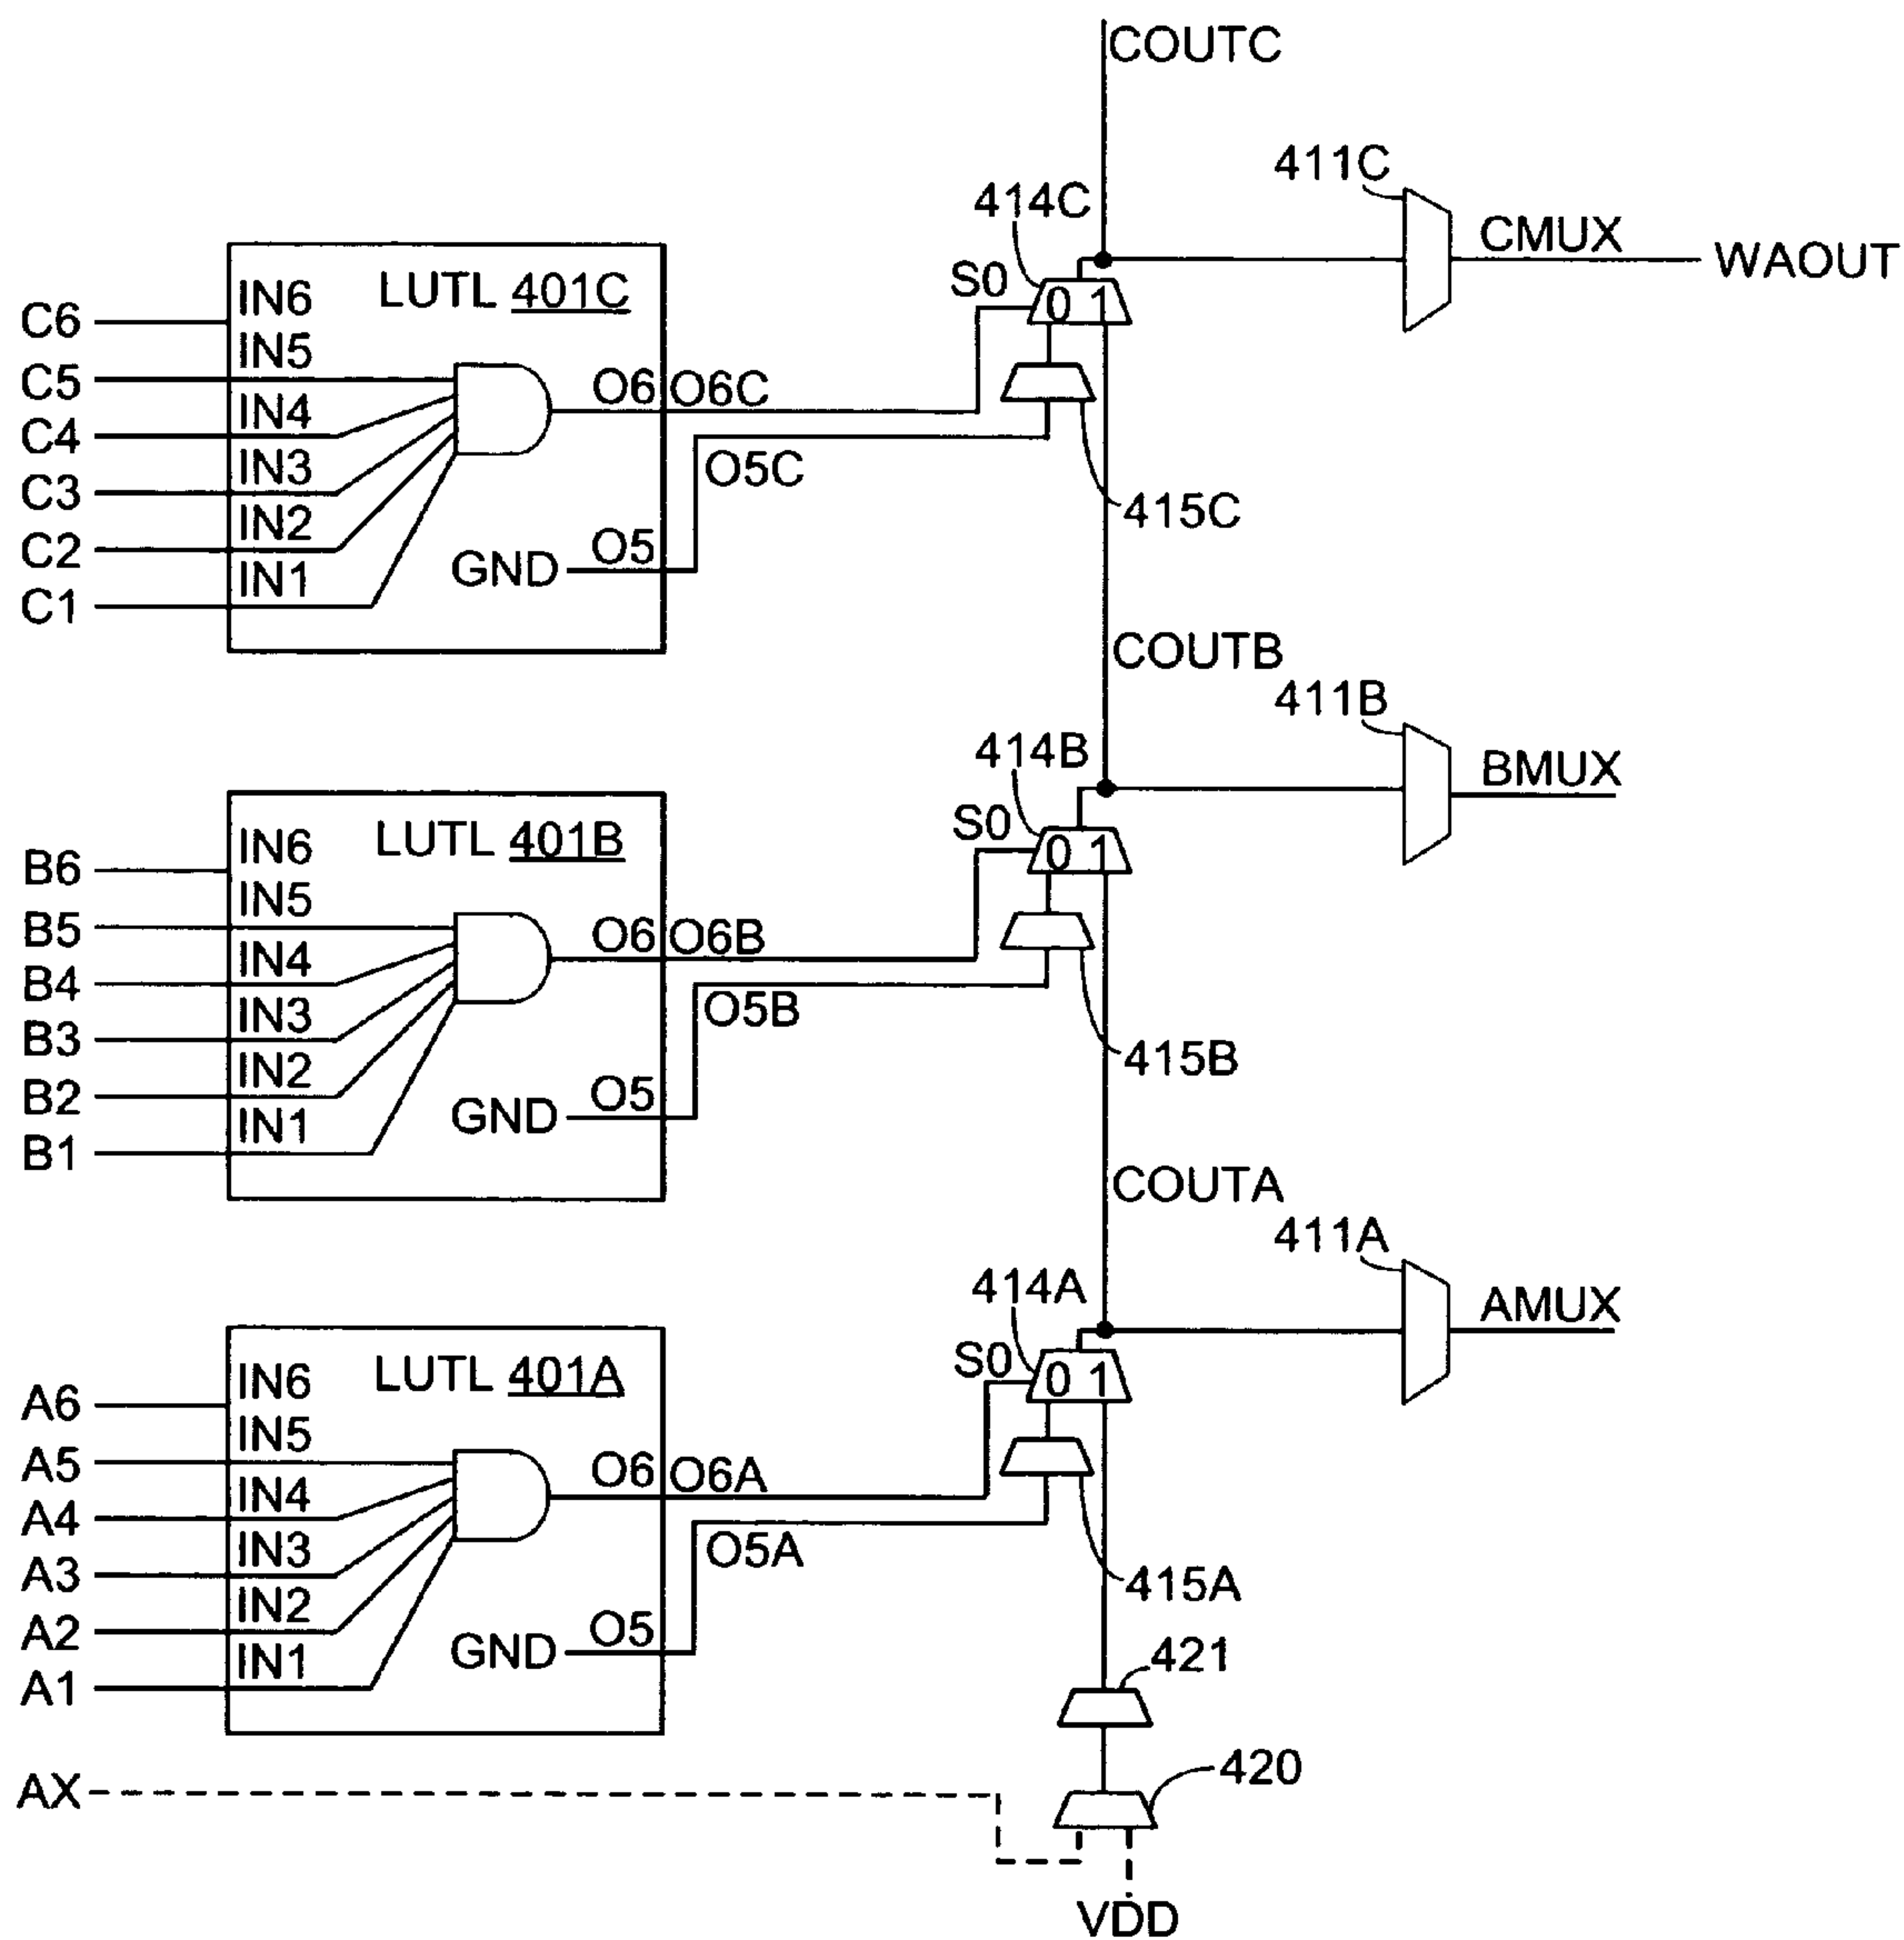 COUTC
411C
414C
CMUX
WAOUT
S0
0 1
LUTL 401C
C6
IN6
C5
IN5
C4
IN4
C3
IN3
C2
IN2
C1
IN1
O6
O6C
O5C
GND
O5
415C
COUTB
411B
414B
BMUX
S0
0 1
LUTL 401B
B6
IN6
B5
IN5
B4
IN4
B3
IN3
B2
IN2
B1
IN1
O6
O6B
O5B
GND
O5
415B
COUTA
411A
414A
AMUX
S0
0 1
LUTL 401A
A6
IN6
A5
IN5
A4
IN4
A3
IN3
A2
IN2
A1
IN1
O6
O6A
O5A
GND
O5
415A
421
420
AX
VDD